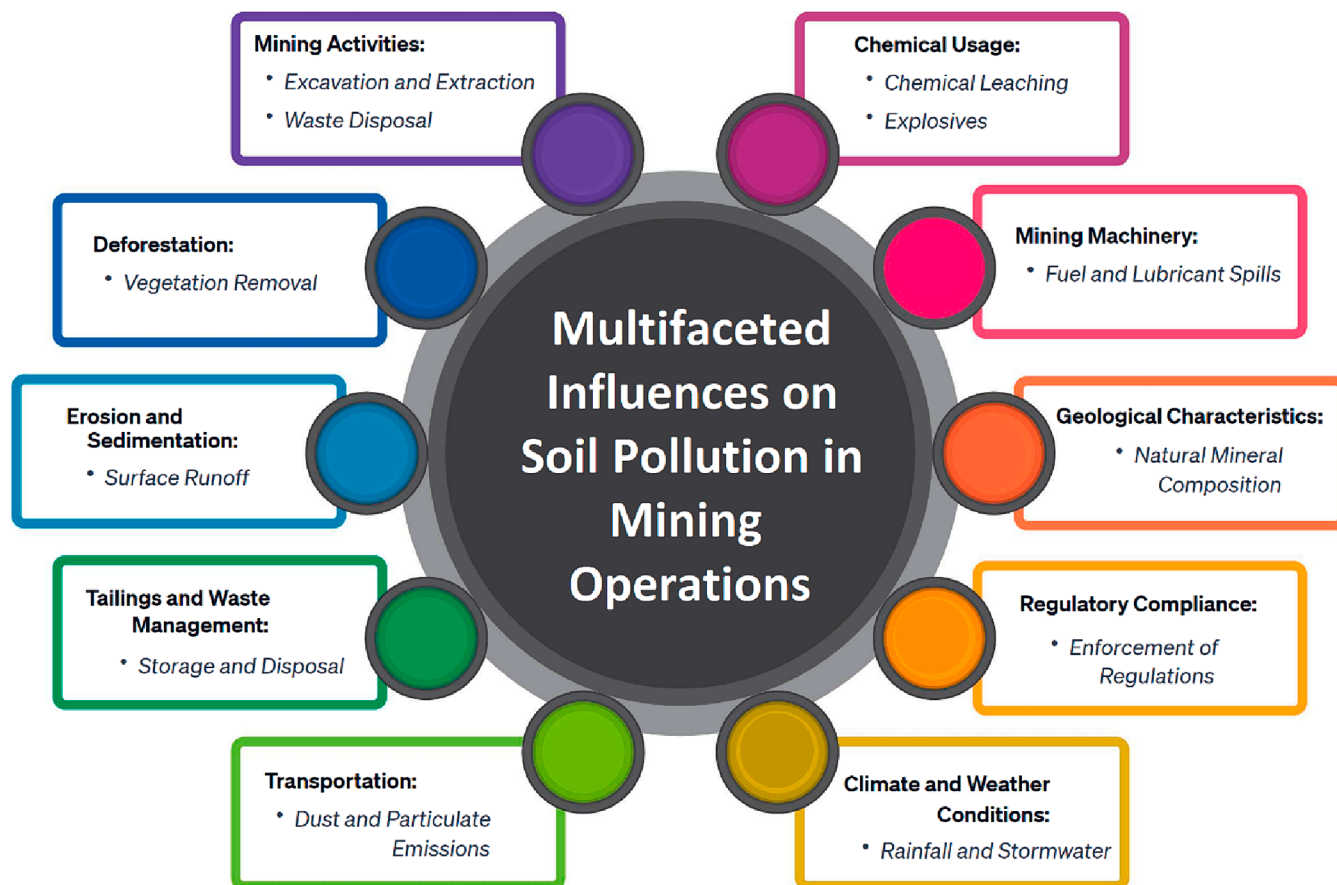 Mining Activities:
• Excavation and Extraction
• Waste Disposal
Chemical Usage:
• Chemical Leaching
• Explosives
Deforestation:
• Vegetation Removal
Mining Machinery:
• Fuel and Lubricant Spills
Multifaceted
Influences on
Soil Pollution in
Mining
Operations
Erosion and
Sedimentation:
• Surface Runoff
Geological Characteristics:
• Natural Mineral
Composition
Tailings and Waste
Management:
• Storage and Disposal
Regulatory Compliance:
• Enforcement of
Regulations
Transportation:
• Dust and Particulate
Emissions
Climate and Weather
Conditions:
• Rainfall and Stormwater